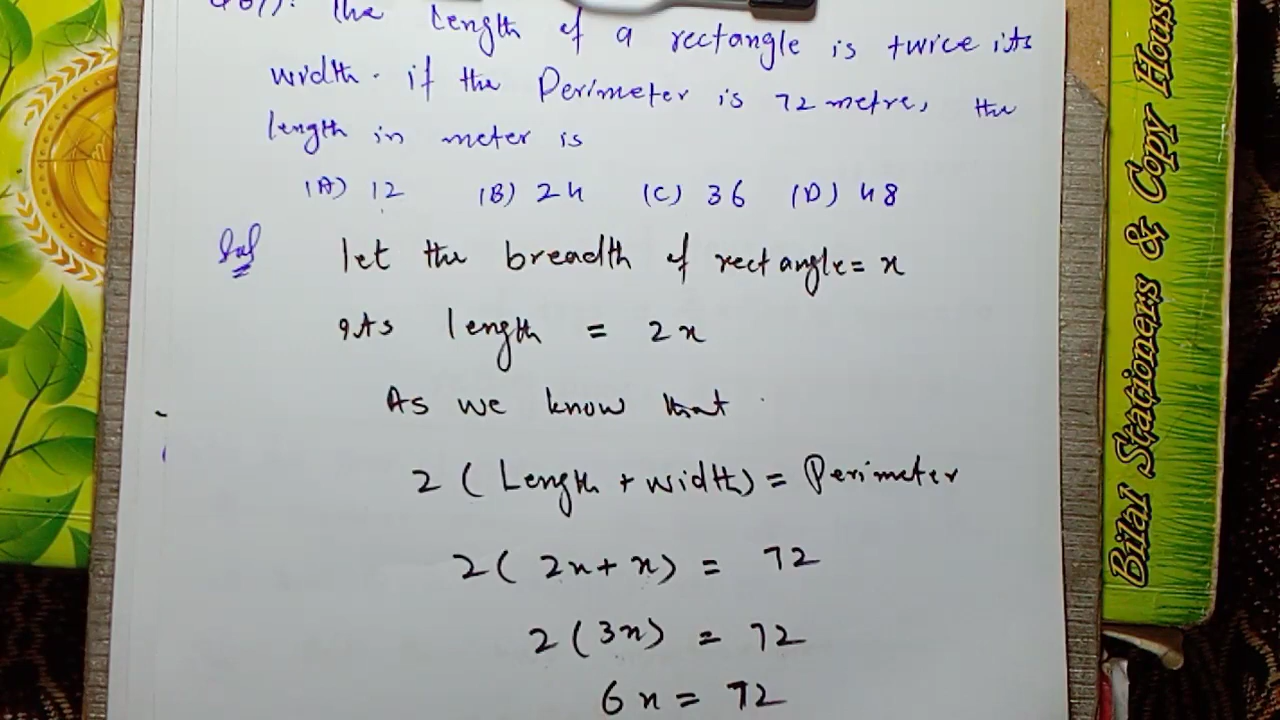 The length of a rectangle is twice its
width. if the Perimeter is 72 metre, the
length in meter is
(A) 12 (B) 24 (C) 36 (D) 48
Sol let the breadth of rectangle = x
Its length = 2x
As we know that
2 ( Length + width) = Perimeter
2 ( 2x + x) = 72
2 (3x) = 72
6x = 72
Bilal Stationers & Copy House